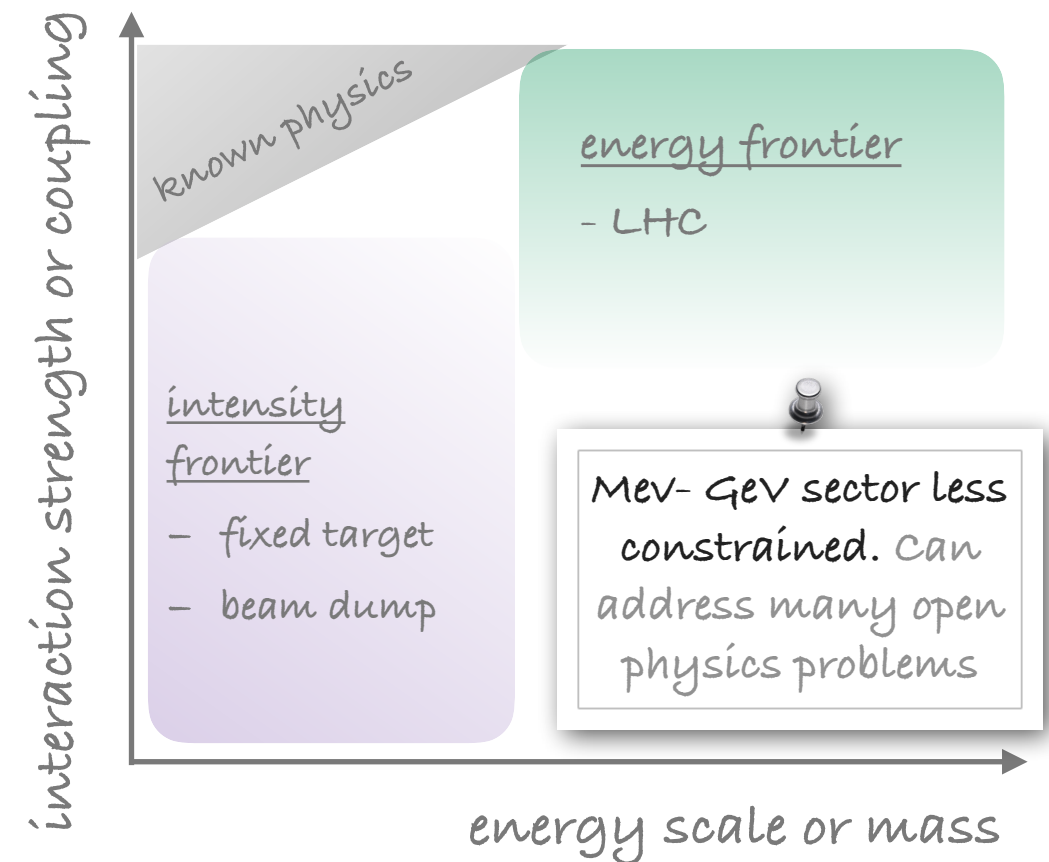 interaction strength or coupling
known physics
energy frontier
- LHC
intensity
frontier
– fixed target
– beam dump
MeV- GeV sector less
constrained. Can
address many open
physics problems
energy scale or mass